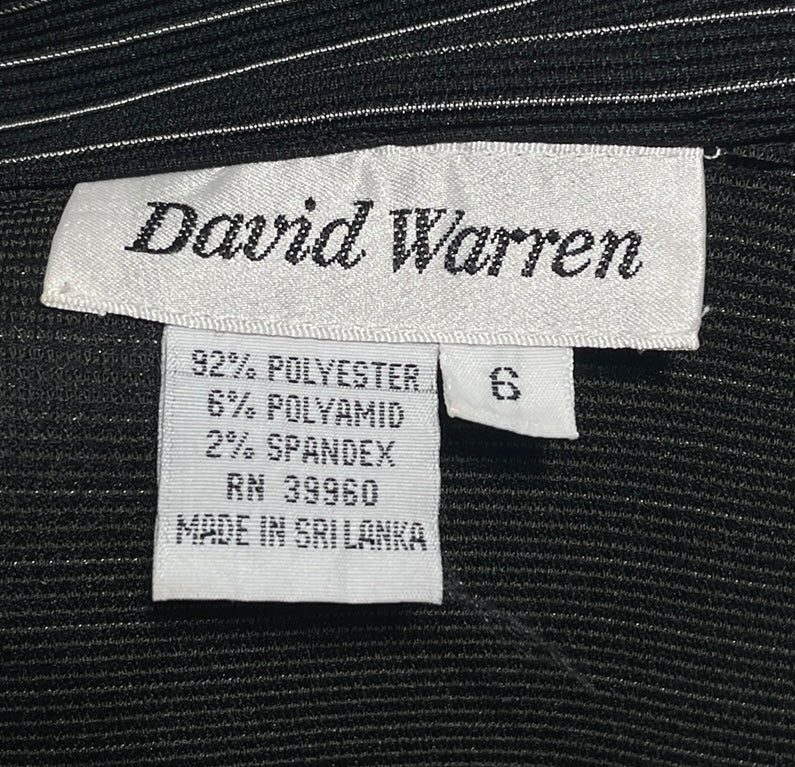 David Warren
92% POLYESTER
6% POLYAMID
2% SPANDEX
RN 39960
MADE IN SRI LANKA
6